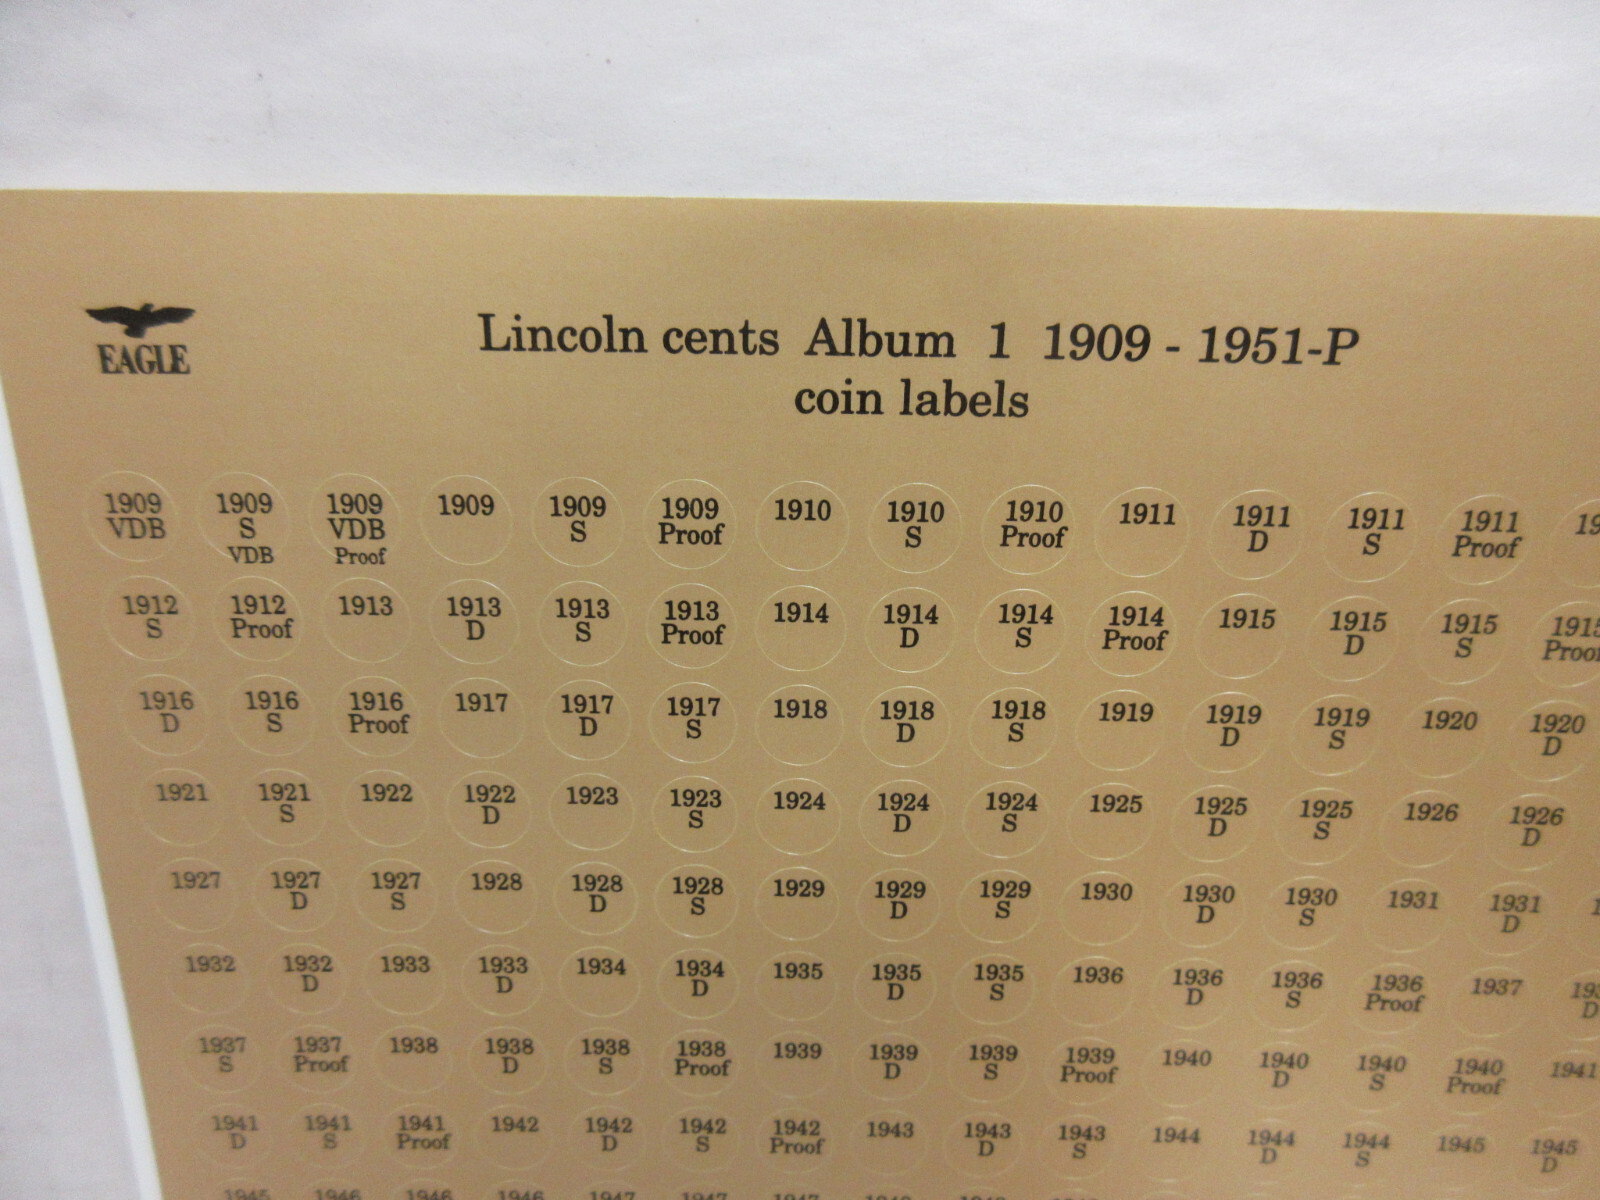 EAGLE
Lincoln cents Album 1 1909 - 1951-P
coin labels
1909 VDB 1909 S VDB 1909 VDB Proof 1909 1909 S 1909 Proof 1910 1910 S 1910 Proof 1911 1911 D 1911 S 1911 Proof
1912 S 1912 Proof 1913 1913 D 1913 S 1913 Proof 1914 1914 D 1914 S 1914 Proof 1915 1915 D 1915 S 1915 Proof
1916 D 1916 S 1916 Proof 1917 1917 D 1917 S 1918 1918 D 1918 S 1919 1919 D 1919 S 1920 1920 D
1921 1921 S 1922 1922 D 1923 1923 S 1924 1924 D 1924 S 1925 1925 D 1925 S 1926 1926 D
1927 1927 D 1927 S 1928 1928 D 1928 S 1929 1929 D 1929 S 1930 1930 D 1930 S 1931 1931 D
1932 1932 D 1933 1933 D 1934 1934 D 1935 1935 D 1935 S 1936 1936 D 1936 S 1936 Proof 1937
1937 S 1937 Proof 1938 1938 D 1938 S 1938 Proof 1939 1939 D 1939 S 1939 Proof 1940 1940 D 1940 S 1940 Proof 1941
1941 D 1941 S 1941 Proof 1942 1942 D 1942 S 1942 Proof 1943 1943 D 1943 S 1944 1944 D 1944 S 1945 1945 D